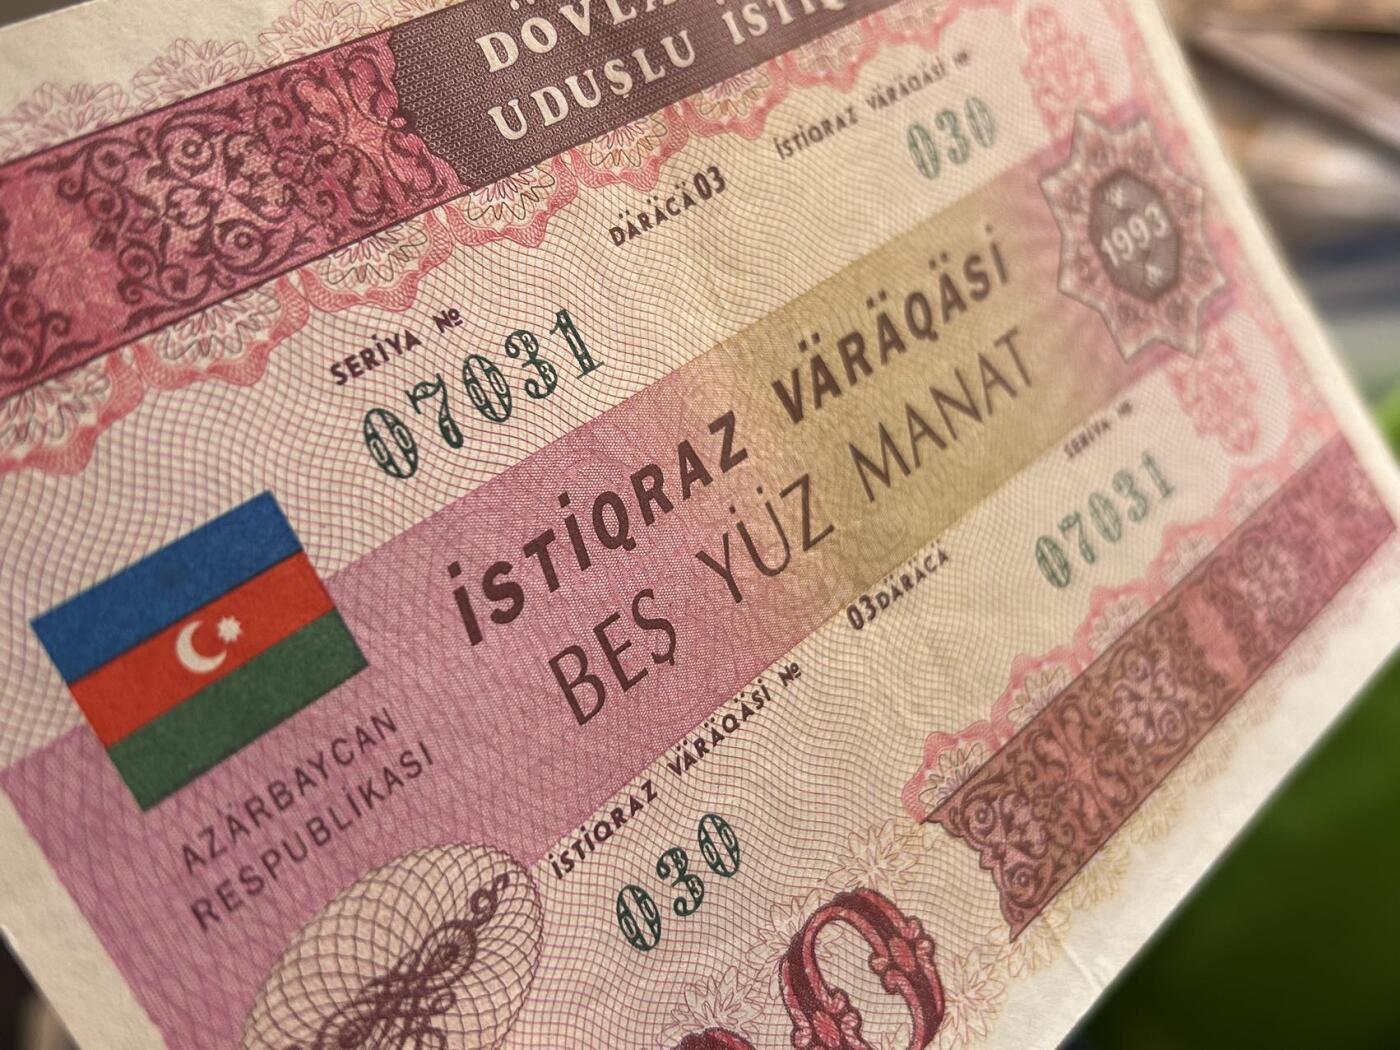 DÖVLÄ
UDUŞLU İSTİQ
DÄRÄCÄ 03
İSTİQRAZ VÄRÄQÄSİ №
030
SERİYA №
07031
1993
İSTİQRAZ VÄRÄQÄSİ
BEŞ YÜZ MANAT
AZÄRBAYCAN
RESPUBLİKASI
SERİYA №
07031
03 DÄRÄCÄ
İSTİQRAZ VÄRÄQÄSİ №
030